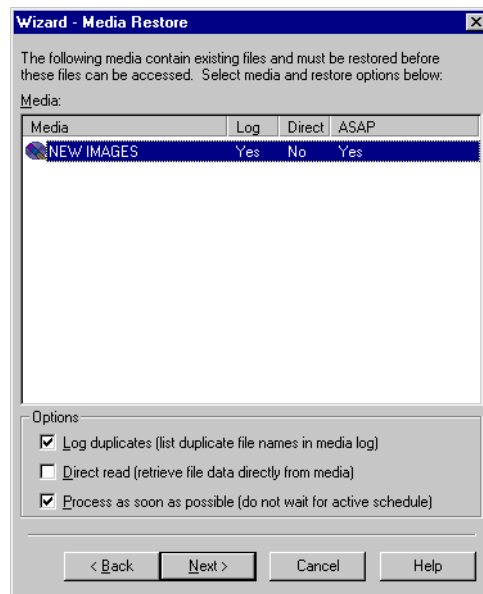 Wizard - Media Restore
The following media contain existing files and must be restored before
these files can be accessed. Select media and restore options below:
Media:
Media Log Direct ASAP
NEW IMAGES Yes No Yes
Options
Log duplicates (list duplicate file names in media log)
Direct read (retrieve file data directly from media)
Process as soon as possible (do not wait for active schedule)
< Back Next > Cancel Help